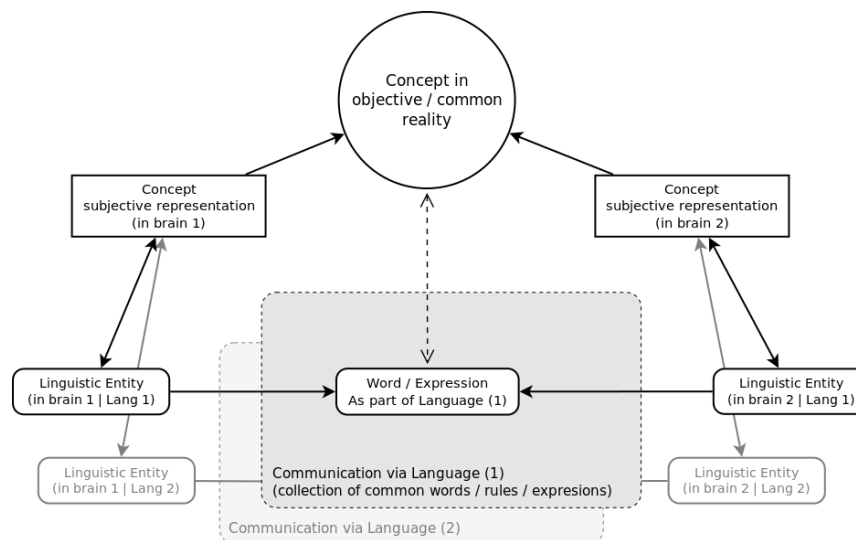 Concept in
objective / common
reality
Concept
subjective representation
(in brain 1)
Concept
subjective representation
(in brain 2)
Linguistic Entity
(in brain 1 | Lang 1)
Word / Expression
As part of Language (1)
Linguistic Entity
(in brain 2 | Lang 1)
Linguistic Entity
(in brain 1 | Lang 2)
Communication via Language (1)
(collection of common words / rules / expresions)
Linguistic Entity
(in brain 2 | Lang 2)
Communication via Language (2)